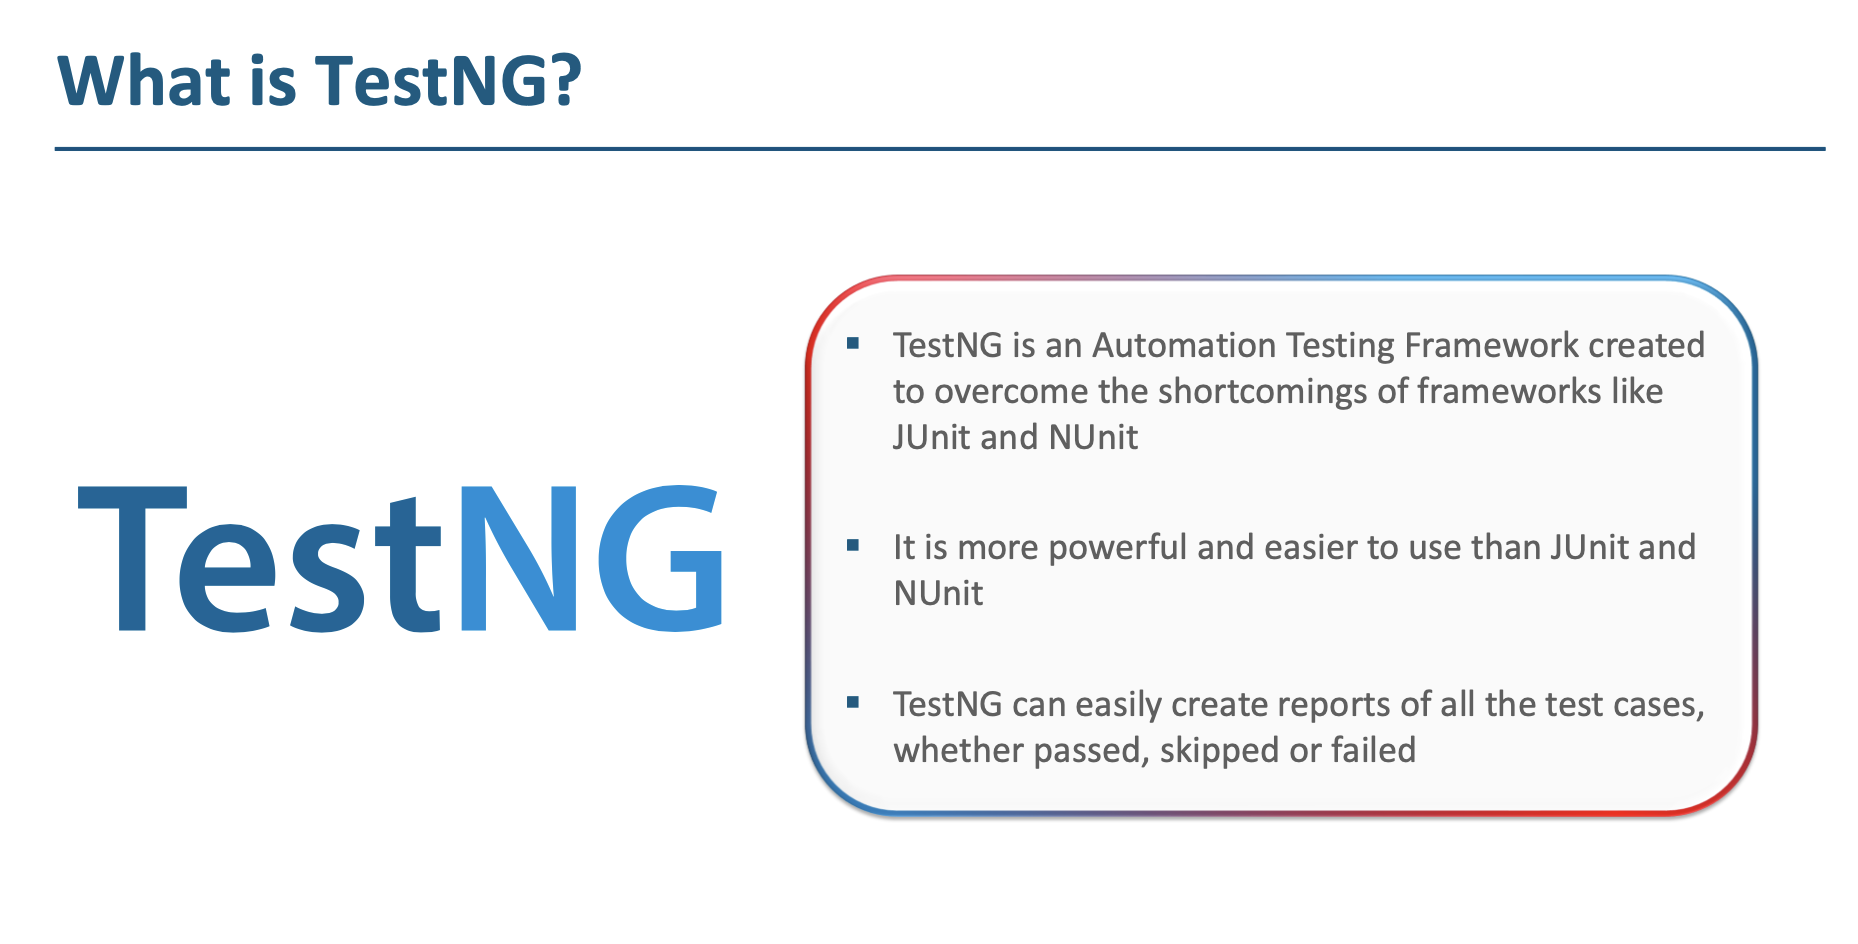 What is TestNG?
TestNG
▪ TestNG is an Automation Testing Framework created
to overcome the shortcomings of frameworks like
JUnit and NUnit
▪ It is more powerful and easier to use than JUnit and
NUnit
▪ TestNG can easily create reports of all the test cases,
whether passed, skipped or failed